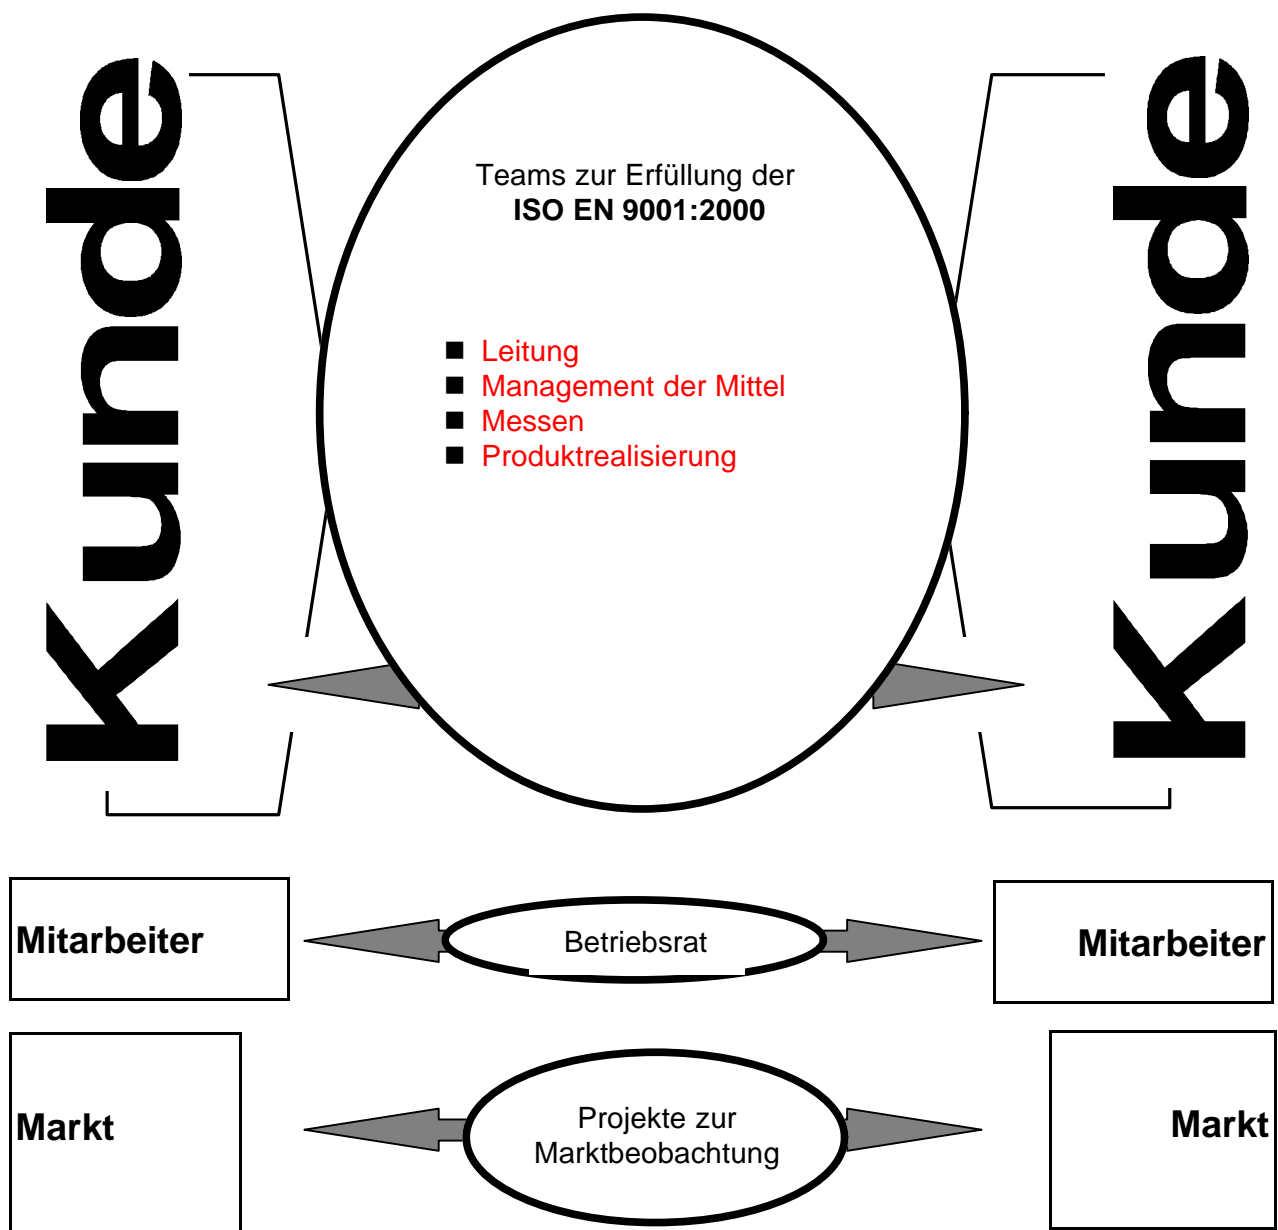 Kunde
Teams zur Erfüllung der
ISO EN 9001:2000
Leitung
Management der Mittel
Messen
Produktrealisierung
Kunde
Mitarbeiter
Betriebsrat
Mitarbeiter
Markt
Projekte zur
Marktbeobachtung
Markt